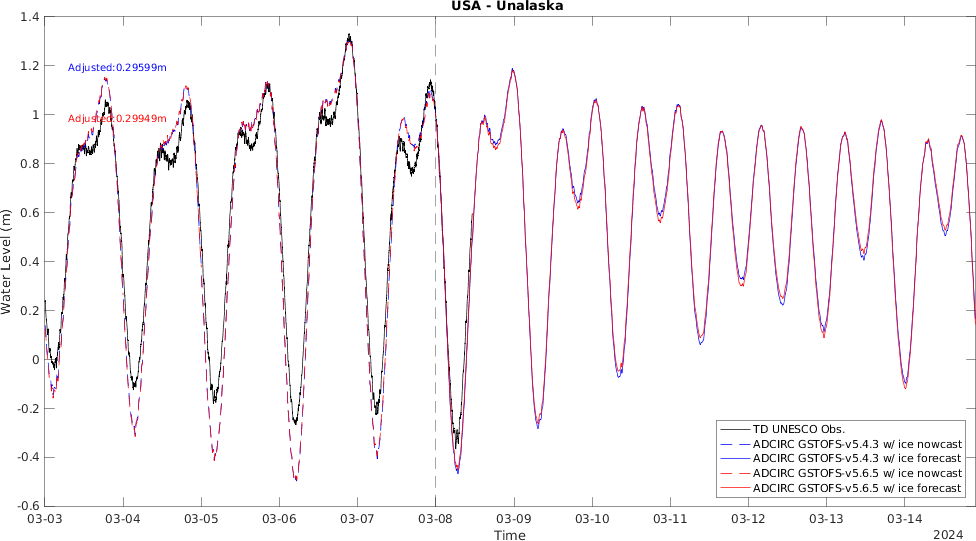 USA - Unalaska
1.4
1.2
1
0.8
0.6
0.4
0.2
0
-0.2
-0.4
-0.6
Water Level (m)
Adjusted:0.29599m
Adjusted:0.29949m
TD UNESCO Obs.
ADCIRC GSTOFS-v5.4.3 w/ ice nowcast
ADCIRC GSTOFS-v5.4.3 w/ ice forecast
ADCIRC GSTOFS-v5.6.5 w/ ice nowcast
ADCIRC GSTOFS-v5.6.5 w/ ice forecast
03-03 03-04 03-05 03-06 03-07 03-08 03-09 03-10 03-11 03-12 03-13 03-14
Time
2024